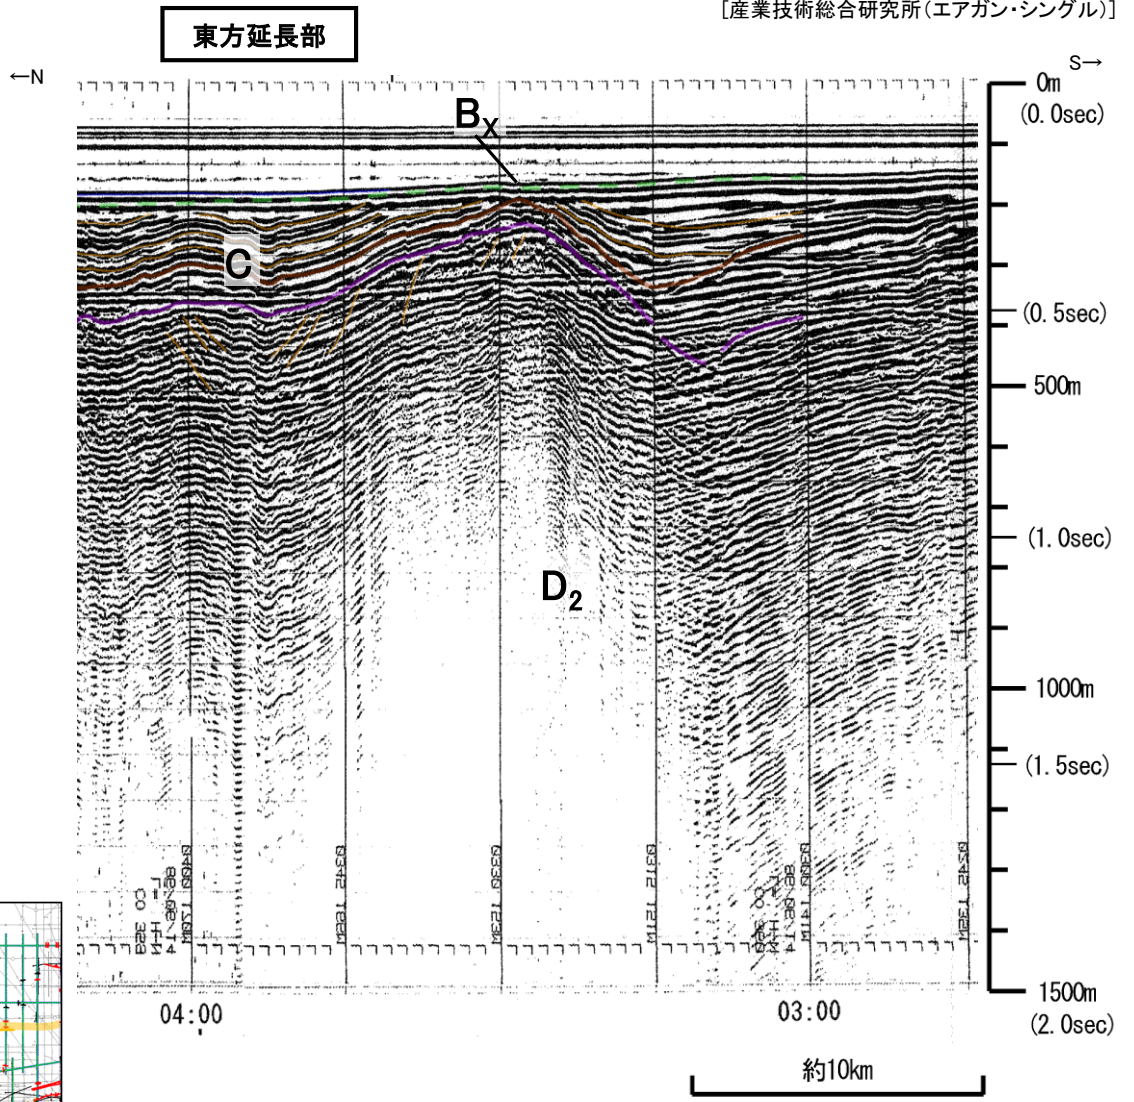 [産業技術総合研究所(エアガン・シングル)]
東方延長部
←N
S→
0m
(0.0sec)
BX
C
(0.5sec)
500m
(1.0sec)
D2
1000m
(1.5sec)
04:00
03:00
1500m
(2.0sec)
約10km